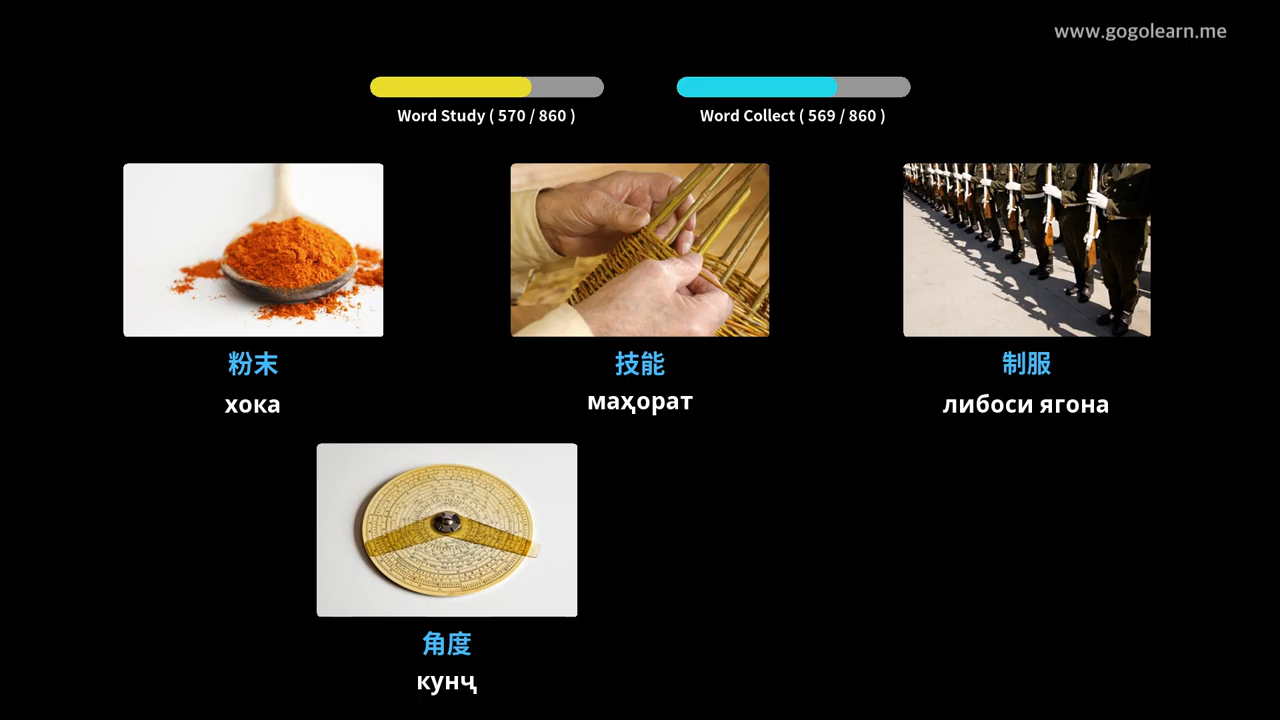 www.gogolearn.me
Word Study ( 570 / 860 )
Word Collect ( 569 / 860 )
粉末
хока
技能
маҳорат
制服
либоси ягона
角度
кунҷ